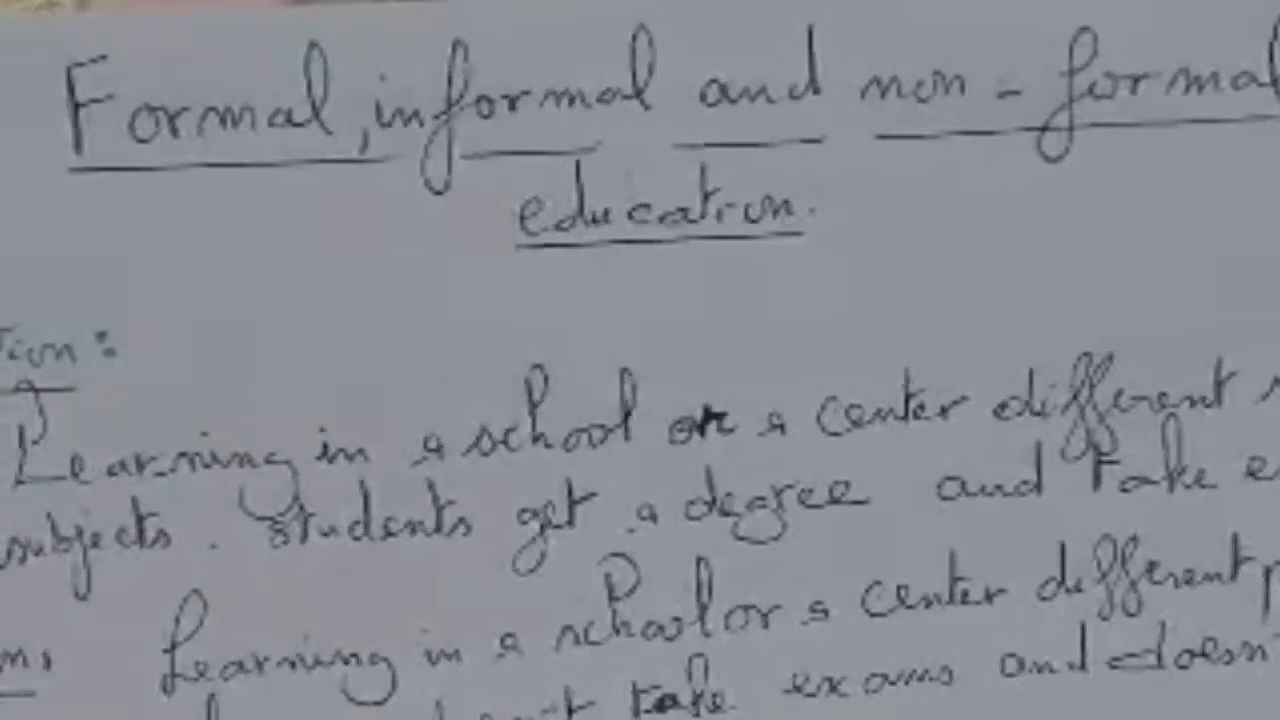 Formal, informal and non-formal
education.
tion:
Learning in a school or a center different
subjects. students get a degree and take
Learning in a school or a center different
take exams and doesn